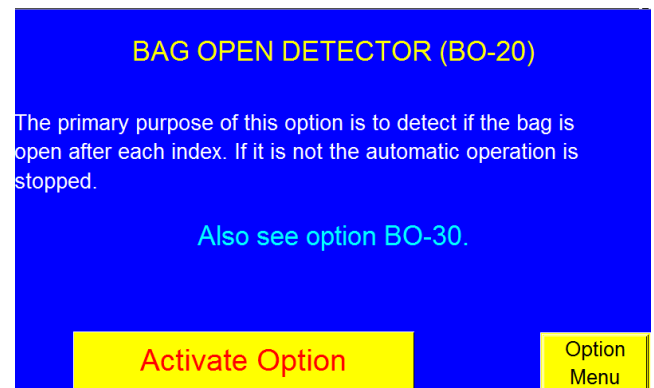 BAG OPEN DETECTOR (BO-20)
The primary purpose of this option is to detect if the bag is
open after each index. If it is not the automatic operation is
stopped.
Also see option BO-30.
Activate Option
Option
Menu